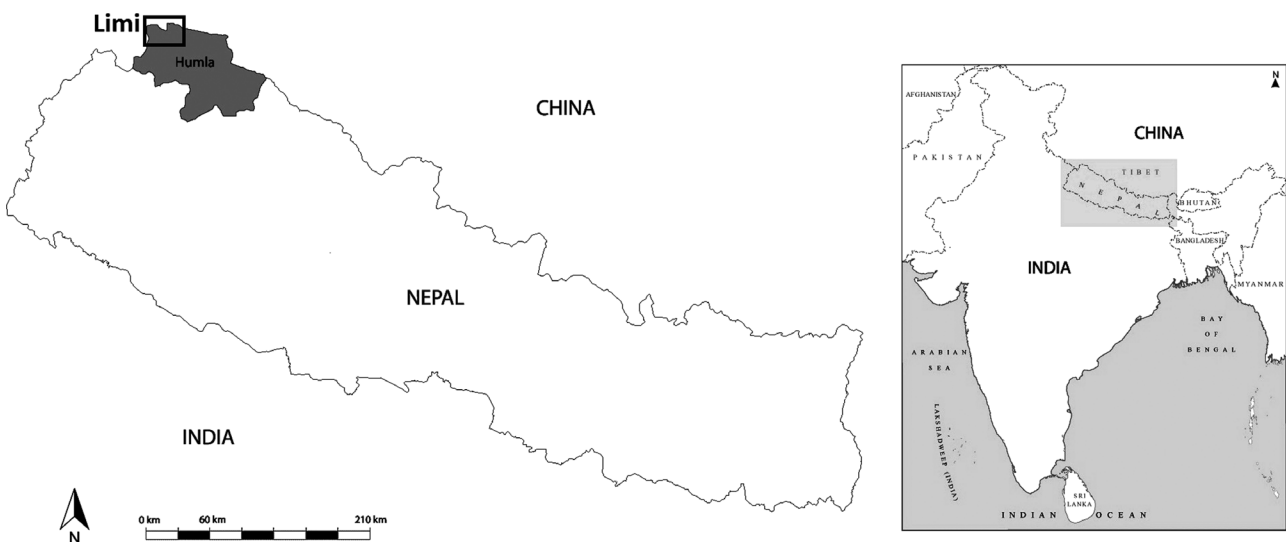 Limi
Humla
CHINA
NEPAL
INDIA
N
0 km 60 km 210 km
N
AFGHANISTAN
CHINA
PAKISTAN
TIBET
NEPAL
BHUTAN
BANGLADESH
INDIA
MYANMAR
BAY
OF
BENGAL
ARABIAN
SEA
LAKSHADWEEP (INDIA)
SRI
LANKA
INDIAN OCEAN